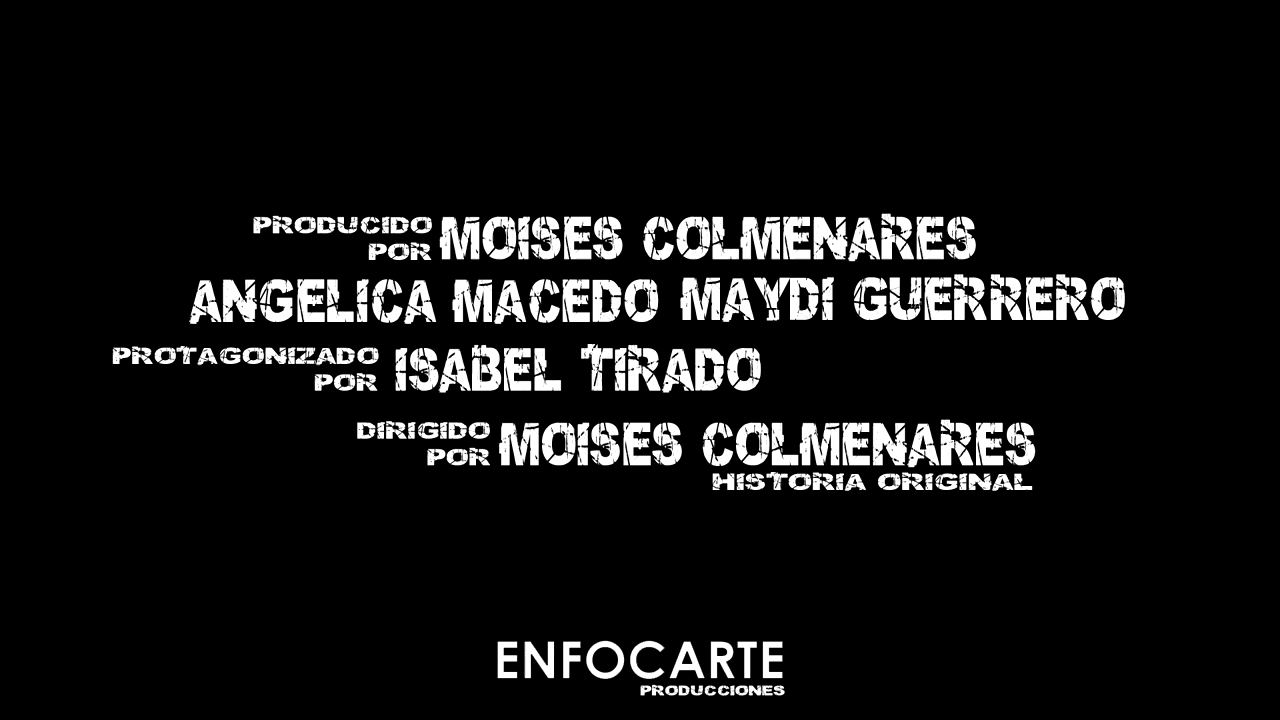 PRODUCIDO POR MOISES COLMENARES
ANGELICA MACEDO MAYDI GUERRERO
PROTAGONIZADO POR ISABEL TIRADO
DIRIGIDO POR MOISES COLMENARES
HISTORIA ORIGINAL
ENFOCARTE
PRODUCCIONES